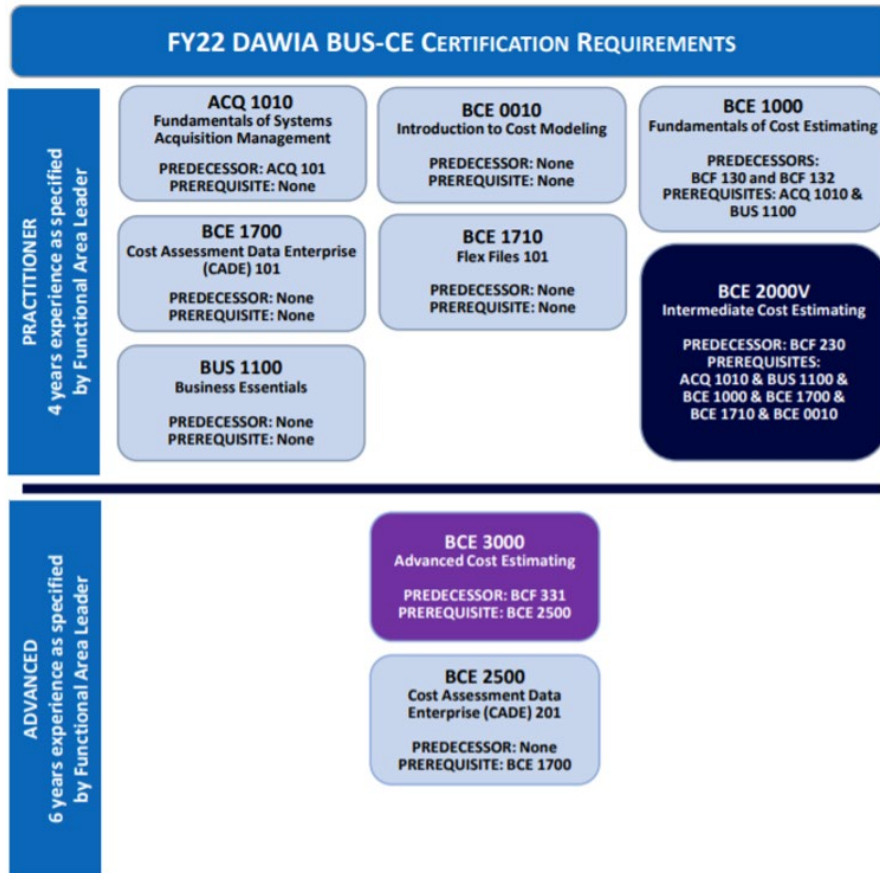 FY22 DAWIA BUS-CE CERTIFICATION REQUIREMENTS
PRACTITIONER
4 years experience as specified
by Functional Area Leader
ACQ 1010
Fundamentals of Systems
Acquisition Management
PREDECESSOR: ACQ 101
PREREQUISITE: None
BCE 0010
Introduction to Cost Modeling
PREDECESSOR: None
PREREQUISITE: None
BCE 1000
Fundamentals of Cost Estimating
PREDECESSORS:
BCF 130 and BCF 132
PREREQUISITES: ACQ 1010 &
BUS 1100
BCE 1700
Cost Assessment Data Enterprise
(CADE) 101
PREDECESSOR: None
PREREQUISITE: None
BCE 1710
Flex Files 101
PREDECESSOR: None
PREREQUISITE: None
BCE 2000V
Intermediate Cost Estimating
PREDECESSOR: BCF 230
PREREQUISITES:
ACQ 1010 & BUS 1100 &
BCE 1000 & BCE 1700 &
BCE 1710 & BCE 0010
BUS 1100
Business Essentials
PREDECESSOR: None
PREREQUISITE: None
ADVANCED
6 years experience as specified
by Functional Area Leader
BCE 3000
Advanced Cost Estimating
PREDECESSOR: BCF 331
PREREQUISITE: BCE 2500
BCE 2500
Cost Assessment Data
Enterprise (CADE) 201
PREDECESSOR: None
PREREQUISITE: BCE 1700